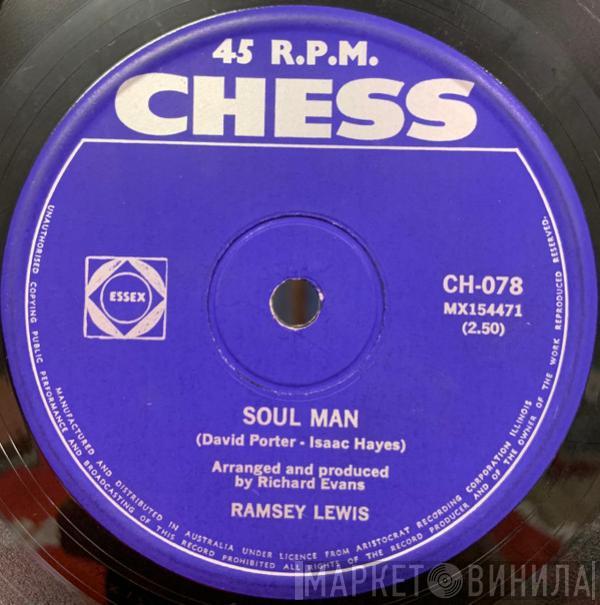 45 R.P.M.
CHESS
ESSEX
CH-078
MX154471
(2.50)
SOUL MAN
(David Porter - Isaac Hayes)
Arranged and produced
by Richard Evans
RAMSEY LEWIS
UNAUTHORISED COPYING PUBLIC PERFORMANCE AND BROADCASTING OF THIS RECORD PROHIBITED ALL RIGHTS OF THE RECORD PRODUCER AND OF THE OWNER OF THE WORK REPRODUCED RESERVED.
MANUFACTURED AND DISTRIBUTED IN AUSTRALIA UNDER LICENCE FROM ARISTOCRAT RECORDING CORPORATION ILLINOIS
МАРКЕТ ВИНИЛА